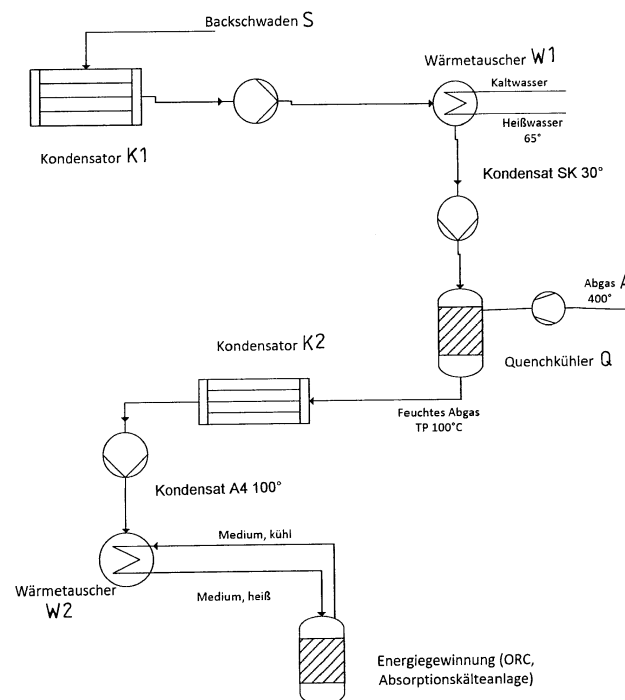 Backschwaden S
Wärmetauscher W1
Kaltwasser
Heißwasser
65°
Kondensator K1
Kondensat SK 30°
Abgas A
400°
Kondensator K2
Quenchkühler Q
Feuchtes Abgas
TP 100°C
Kondensat A4 100°
Medium, kühl
Wärmetauscher
W2
Medium, heiß
Energiegewinnung (ORC,
Absorptionskälteanlage)